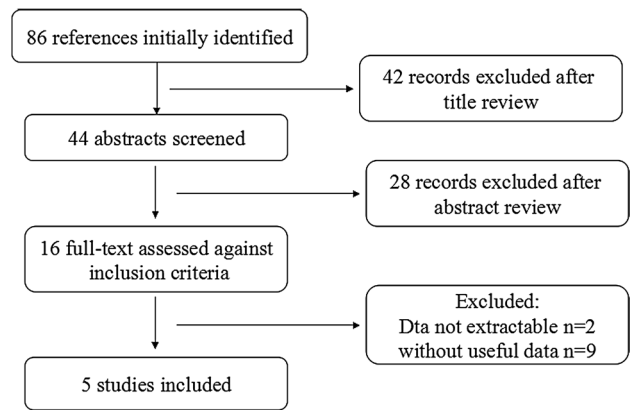 86 references initially identified
42 records excluded after
title review
44 abstracts screened
28 records excluded after
abstract review
16 full-text assessed against
inclusion criteria
Excluded:
Dta not extractable n=2
without useful data n=9
5 studies included